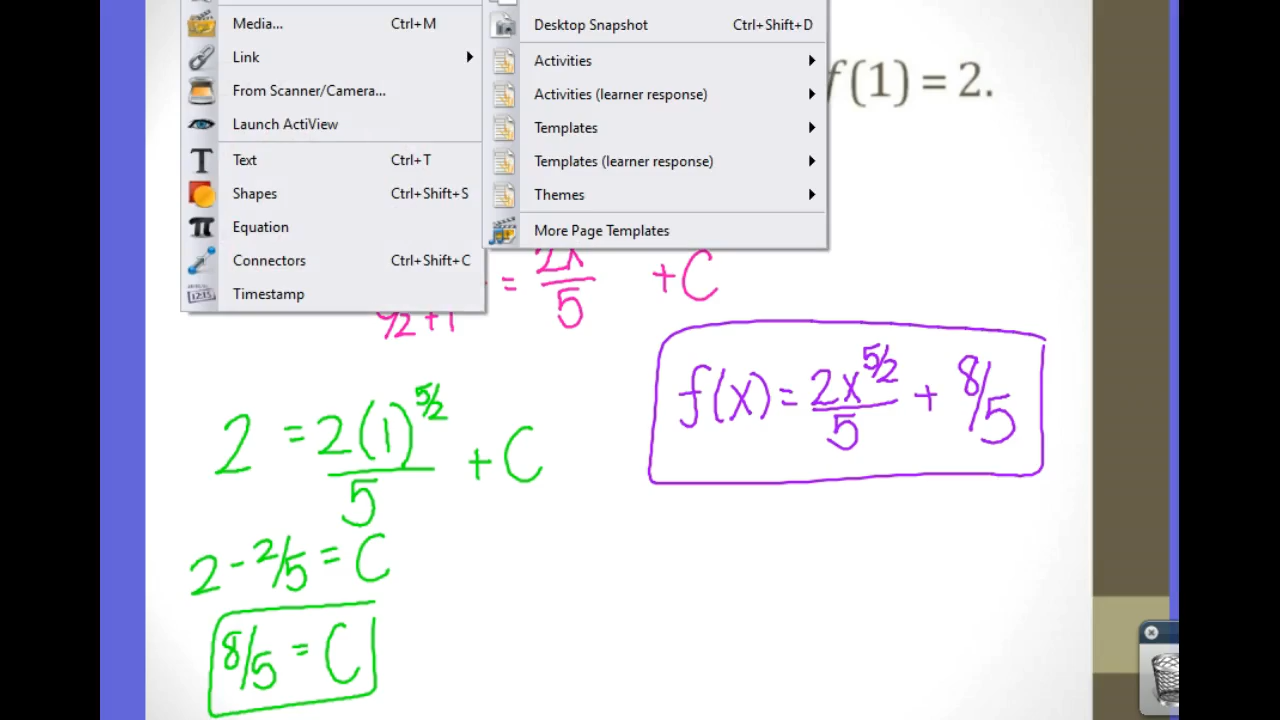 Media... Ctrl+M
Link
From Scanner/Camera...
Launch ActiView
Text Ctrl+T
Shapes Ctrl+Shift+S
Equation
Connectors Ctrl+Shift+C
Timestamp
Desktop Snapshot Ctrl+Shift+D
Activities
Activities (learner response)
Templates
Templates (learner response)
Themes
More Page Templates
f(1) = 2.
= 2x/5 + C
f(x) = 2x^5/2/5 + 8/5
2 = 2(1)^5/2/5 + C
2 - 2/5 = C
8/5 = C